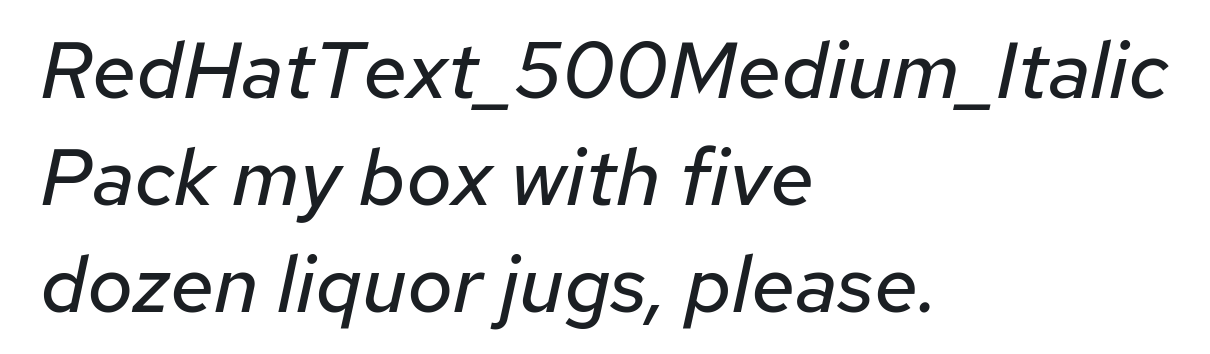 RedHatText_500Medium_Italic
Pack my box with five
dozen liquor jugs, please.